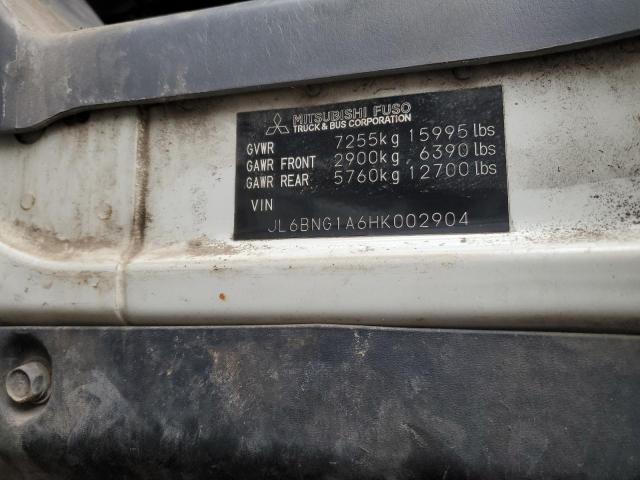 MITSUBISHI FUSO
TRUCK & BUS CORPORATION
GVWR 7255kg 15995 lbs
GAWR FRONT 2900kg 6390 lbs
GAWR REAR 5760kg 12700 lbs
VIN
JL6BNG1A6HK002904